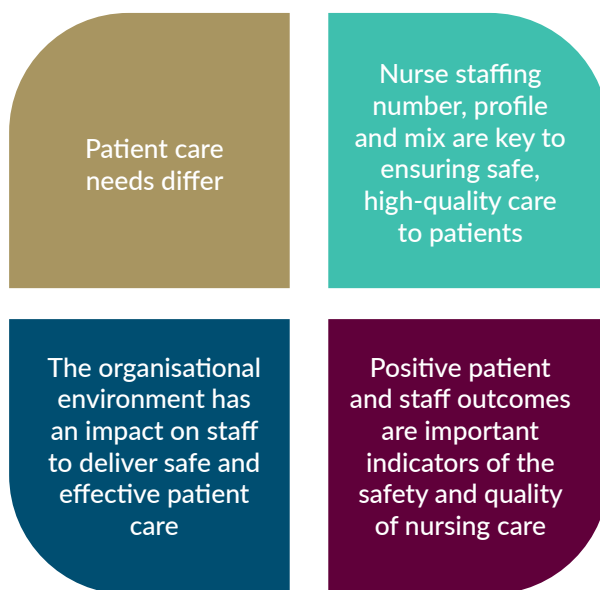 Patient care
needs differ
Nurse staffing
number, profile
and mix are key to
ensuring safe,
high-quality care
to patients
The organisational
environment has
an impact on staff
to deliver safe and
effective patient
care
Positive patient
and staff outcomes
are important
indicators of the
safety and quality
of nursing care